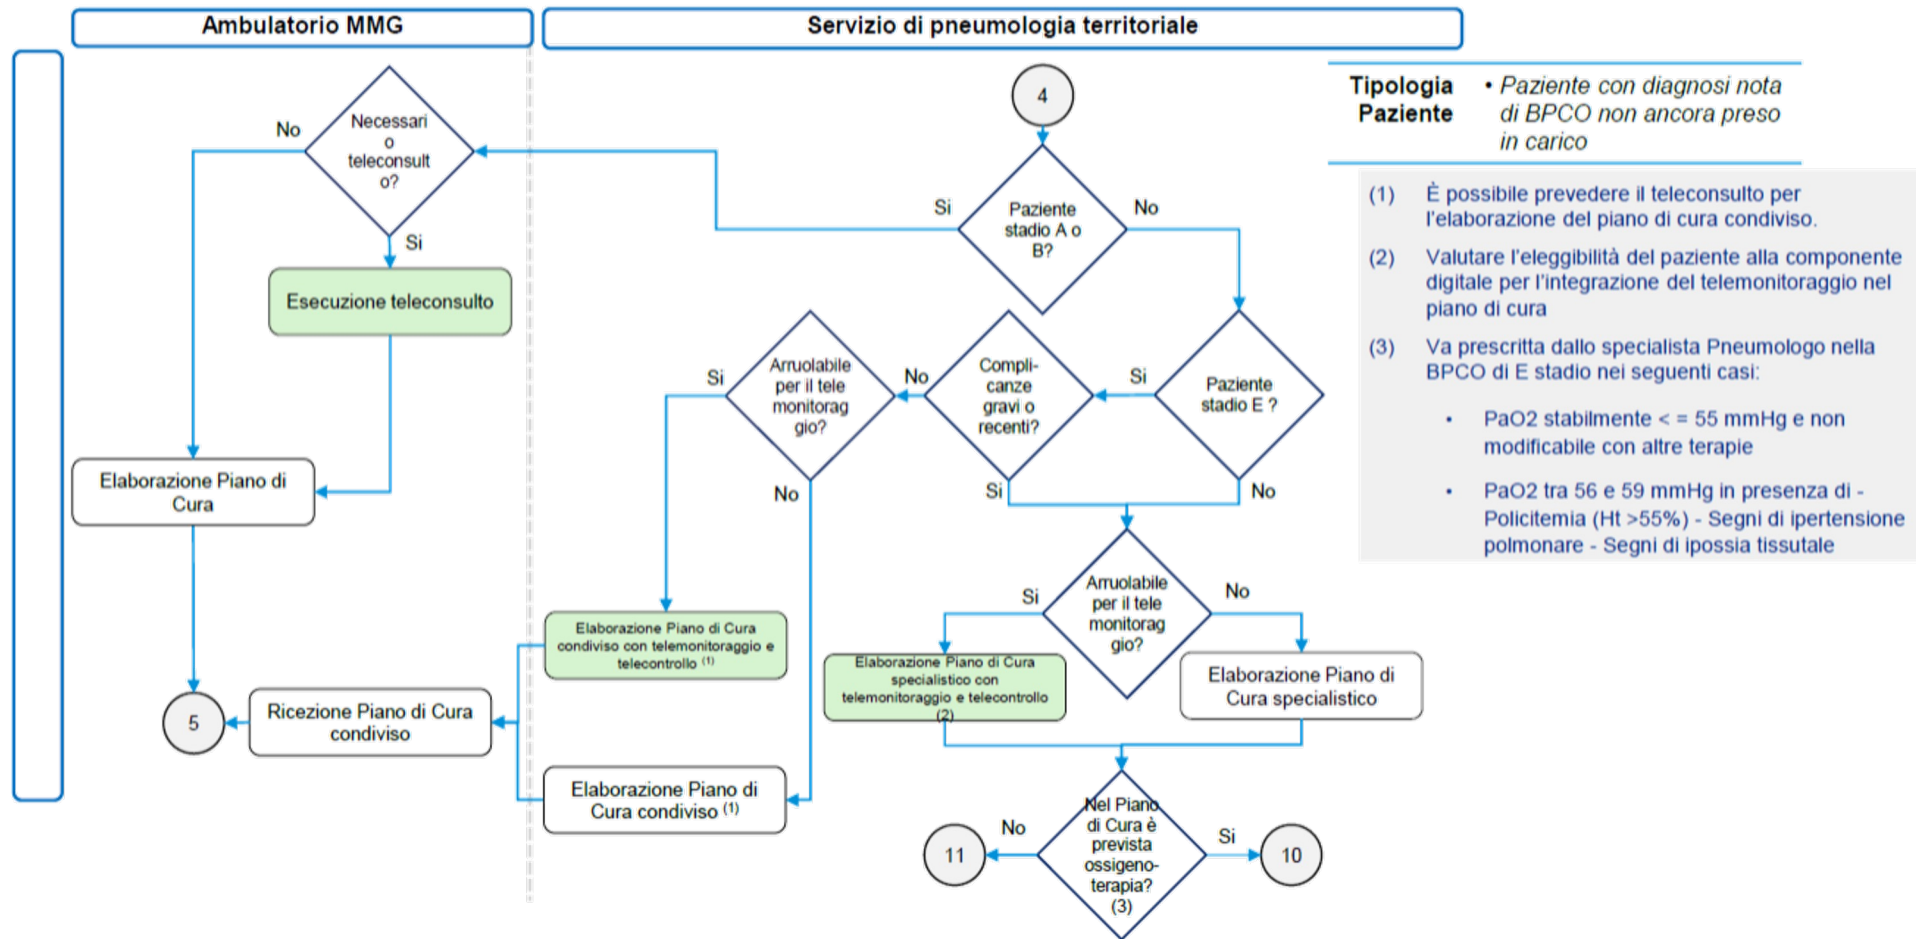 Ambulatorio MMG
Servizio di pneumologia territoriale
4
Tipologia
Paziente
• Paziente con diagnosi nota
di BPCO non ancora preso
in carico
Necessari
o
teleconsult
o?
No
Si
Paziente
stadio A o
B?
Si
No
(1) È possibile prevedere il teleconsulto per
l'elaborazione del piano di cura condiviso.
(2) Valutare l'eleggibilità del paziente alla componente
digitale per l'integrazione del telemonitoraggio nel
piano di cura
(3) Va prescritta dallo specialista Pneumologo nella
BPCO di E stadio nei seguenti casi:
• PaO2 stabilmente < = 55 mmHg e non
modificabile con altre terapie
• PaO2 tra 56 e 59 mmHg in presenza di -
Policitemia (Ht >55%) - Segni di ipertensione
polmonare - Segni di ipossia tissutale
Esecuzione teleconsulto
Arruolabile
per il tele
monitorag
gio?
Si
No
Compli-
canze
gravi o
recenti?
No
Si
Paziente
stadio E ?
Si
No
Elaborazione Piano di
Cura
Arruolabile
per il tele
monitorag
gio?
Si
No
Elaborazione Piano di Cura
condiviso con telemonitoraggio e
telecontrollo (1)
Elaborazione Piano di Cura
specialistico con
telemonitoraggio e telecontrollo
(2)
Elaborazione Piano di
Cura specialistico
5
Ricezione Piano di Cura
condiviso
Elaborazione Piano di
Cura condiviso (1)
Nel Piano
di Cura è
prevista
ossigeno-
terapia?
(3)
No
Si
11
10